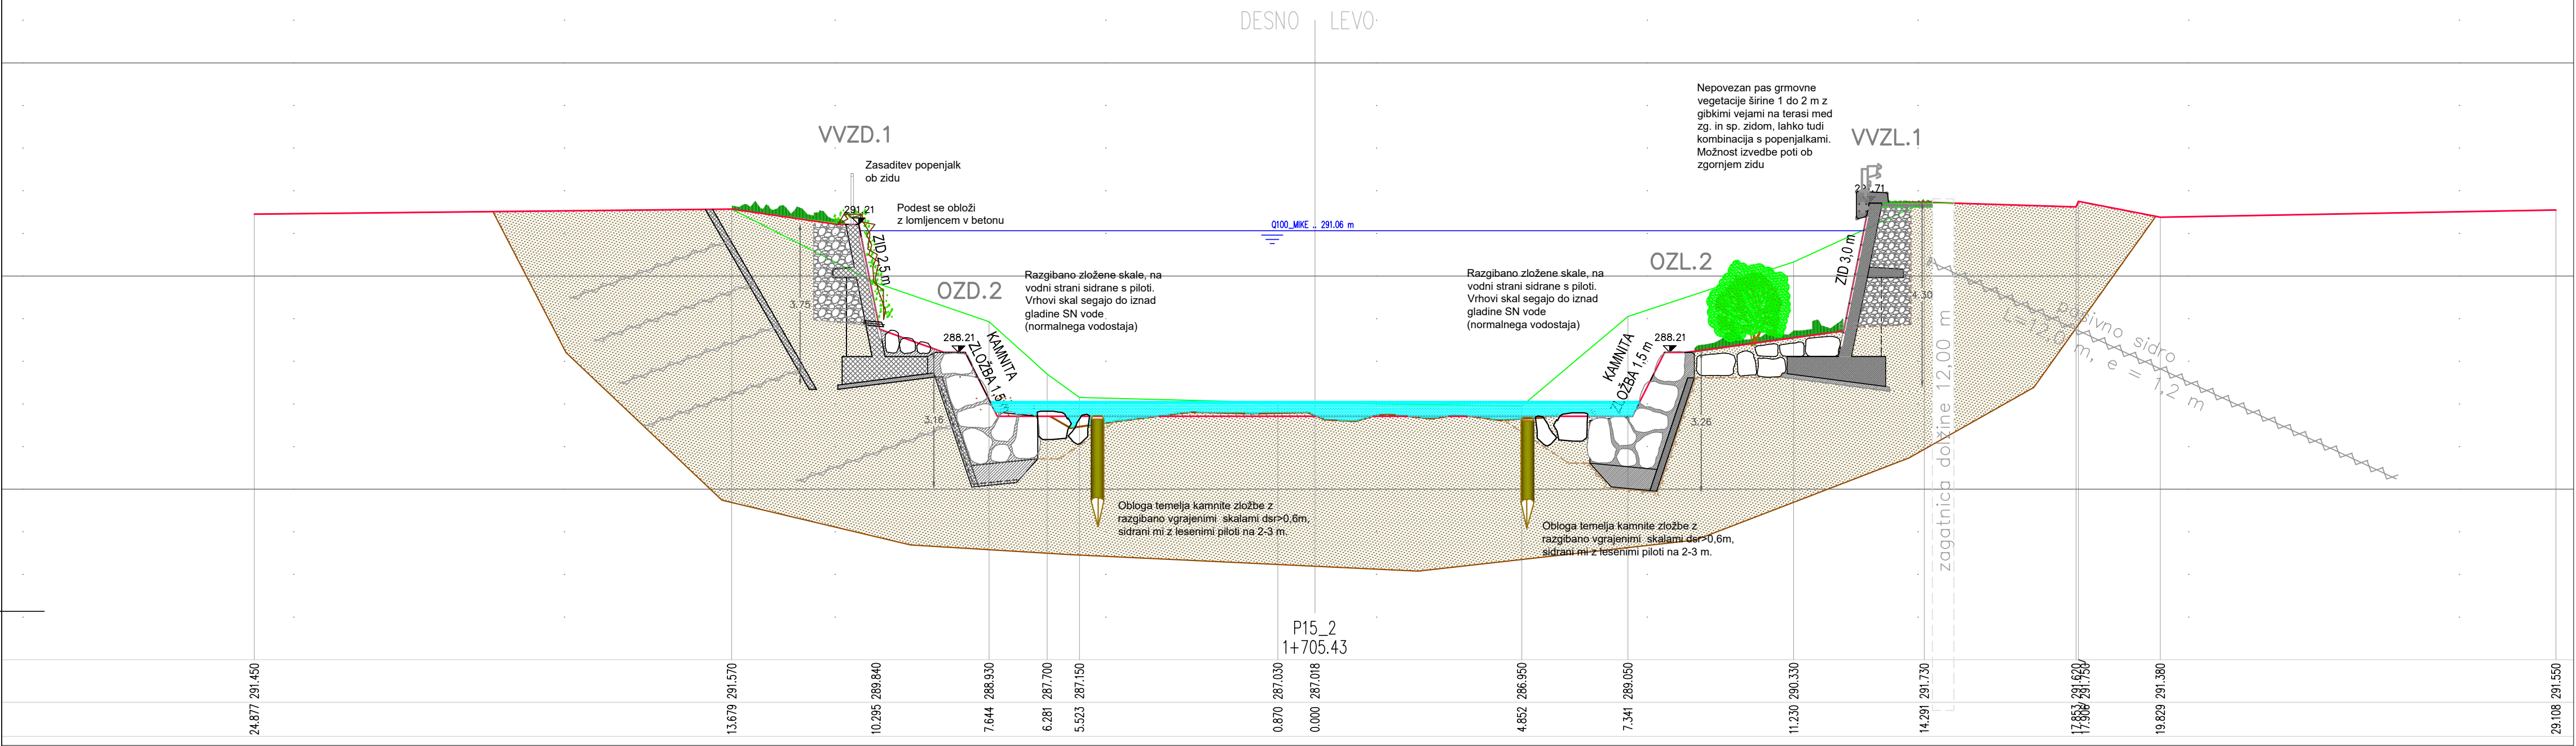 DESNO LEVO
VVZD.1
Zasaditev popenjalk
ob zidu
Podest se obloži
z lomljencem v betonu
291.21
ZID 2,5 m
3.75
OZD.2
288.21
KAMNITA
ZLOŽBA 1,5
3.16
Razgibano zložene skale, na
vodni strani sidrane s piloti.
Vrhovi skal segajo do iznad
gladine SN vode
(normalnega vodostaja)
Q100_MIKE .. 291.06 m
Razgibano zložene skale, na
vodni strani sidrane s piloti.
Vrhovi skal segajo do iznad
gladine SN vode
(normalnega vodostaja)
Nepovezan pas grmovne
vegetacije širine 1 do 2 m z
gibkimi vejami na terasi med
zg. in sp. zidom, lahko tudi
kombinacija s popenjalkami.
Možnost izvedbe poti ob
zgornjem zidu
VVZL.1
OZL.2
288.21
KAMNITA
ZLOŽBA 1,5 m
3.26
ZID 3,0 m
4.30
pasivno sidro
L=12,0 m, e = 1,2 m
zagatnica dolžine 12,00 m
Obloga temelja kamnite zložbe z
razgibano vgrajenimi skalami dsr>0,6m,
sidrani mi z lesenimi piloti na 2-3 m.
Obloga temelja kamnite zložbe z
razgibano vgrajenimi skalami dsr>0,6m,
sidrani mi z lesenimi piloti na 2-3 m.
P15_2
1+705.43
291.450 291.570 289.840 288.930 287.700 287.150 287.030 287.018 286.950 289.050 290.330 291.730 291.620 291.750 291.380 291.550
24.877 13.679 10.295 7.644 6.281 5.523 0.870 0.000 4.852 7.341 11.230 14.291 17.853 17.906 19.829 29.108